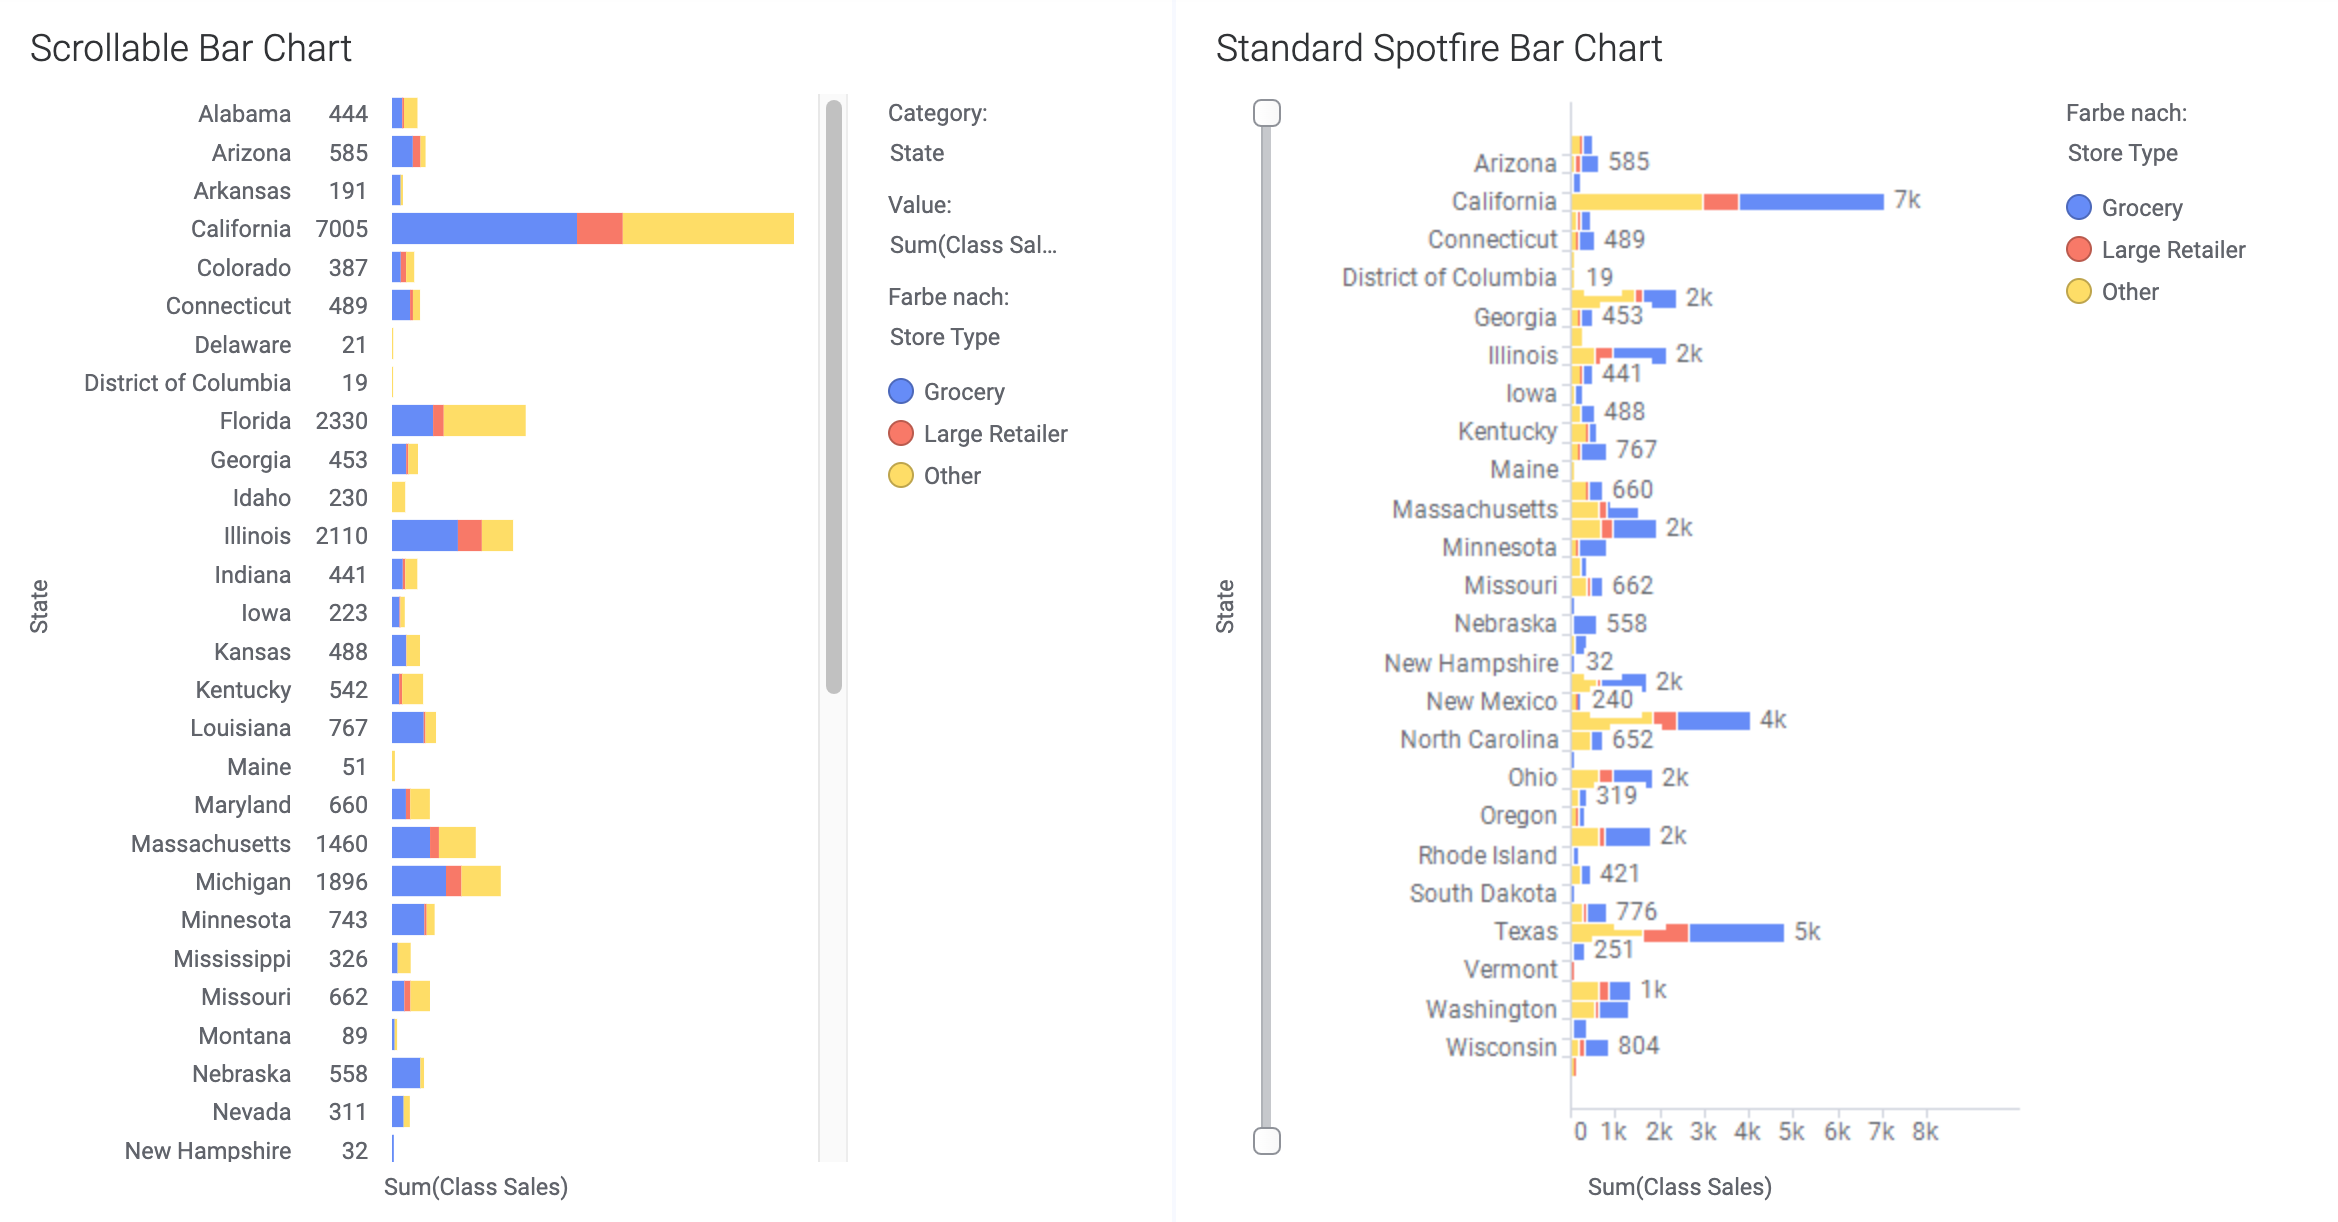 Scrollable Bar Chart
Alabama 444
Arizona 585
Arkansas 191
California 7005
Colorado 387
Connecticut 489
Delaware 21
District of Columbia 19
Florida 2330
Georgia 453
Idaho 230
Illinois 2110
Indiana 441
Iowa 223
Kansas 488
Kentucky 542
Louisiana 767
Maine 51
Maryland 660
Massachusetts 1460
Michigan 1896
Minnesota 743
Mississippi 326
Missouri 662
Montana 89
Nebraska 558
Nevada 311
New Hampshire 32
State
Sum(Class Sales)
Category:
State
Value:
Sum(Class Sal...
Farbe nach:
Store Type
Grocery
Large Retailer
Other
Standard Spotfire Bar Chart
Arizona 585
California 7k
Connecticut 489
District of Columbia 19
2k
Georgia 453
Illinois 2k
441
Iowa
488
Kentucky
767
Maine
660
Massachusetts
2k
Minnesota
Missouri 662
Nebraska 558
New Hampshire 32
2k
New Mexico 240
4k
North Carolina 652
Ohio 2k
319
Oregon
2k
Rhode Island
421
South Dakota
776
Texas 5k
251
Vermont
1k
Washington
Wisconsin 804
0 1k 2k 3k 4k 5k 6k 7k 8k
State
Sum(Class Sales)
Farbe nach:
Store Type
Grocery
Large Retailer
Other